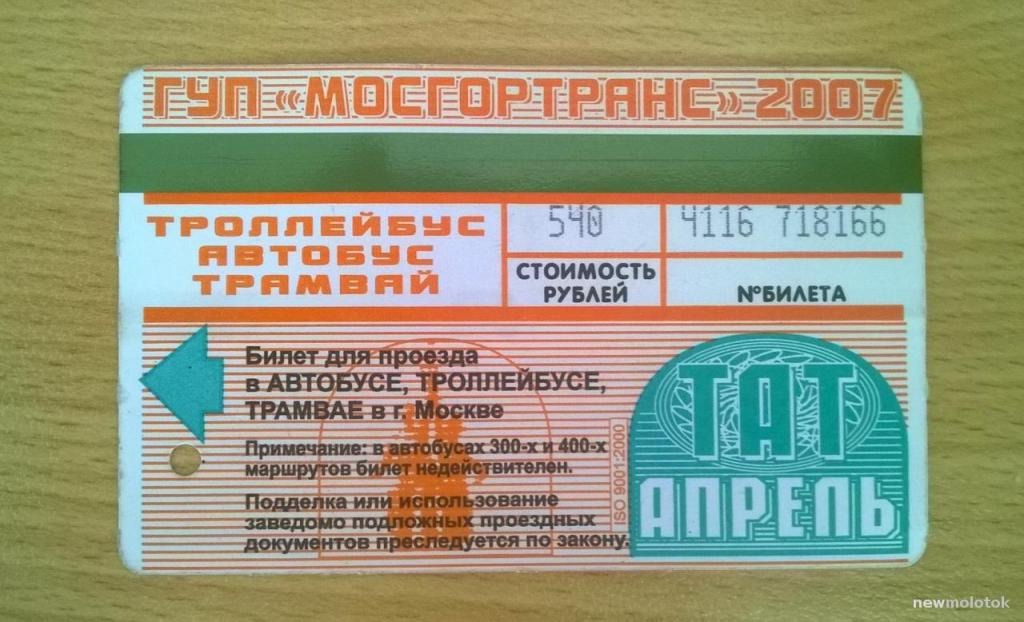 ГУП «МОСГОРТРАНС» 2007
ТРОЛЛЕЙБУС
АВТОБУС
ТРАМВАЙ
540
СТОИМОСТЬ
РУБЛЕЙ
4116 718166
№БИЛЕТА
Билет для проезда
в АВТОБУСЕ, ТРОЛЛЕЙБУСЕ,
ТРАМВАЕ в г. Москве
Примечание: в автобусах 300-х и 400-х
маршрутов билет недействителен.
Подделка или использование
заведомо подложных проездных
документов преследуется по закону.
ISO 9001:2000
ТАТ
АПРЕЛЬ
newmolotok